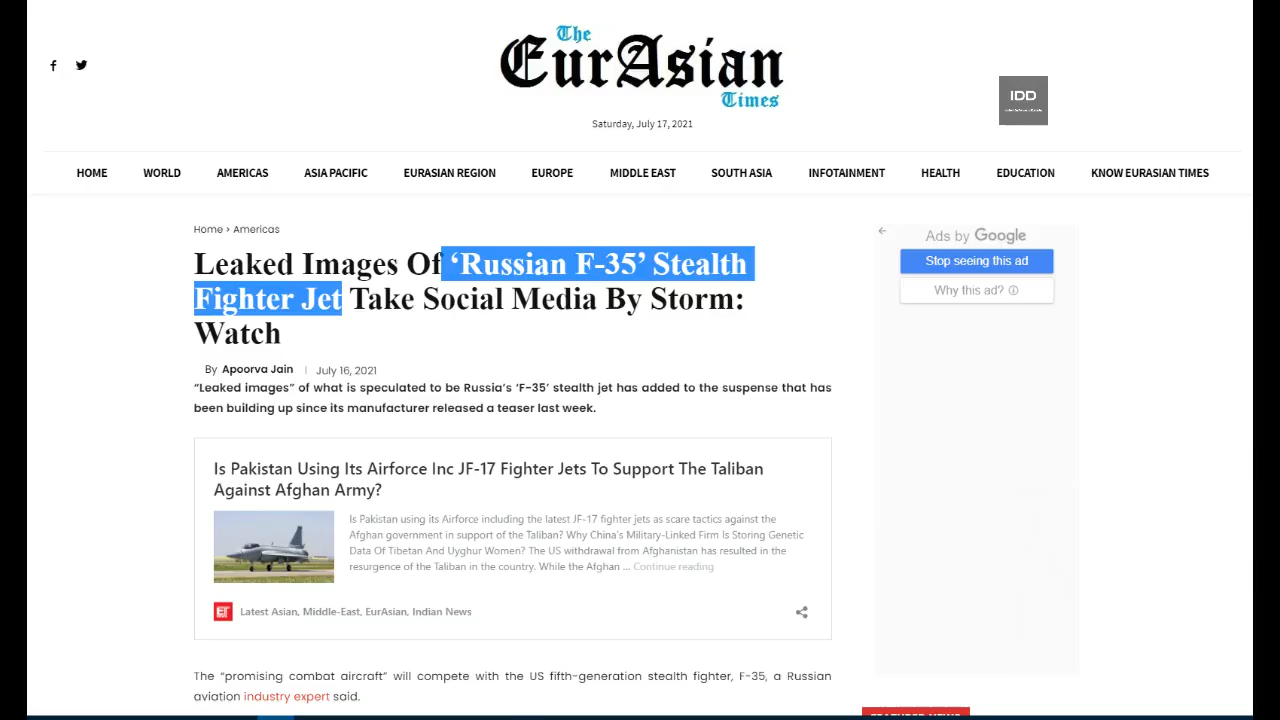 The
EurAsian
Times
Saturday, July 17, 2021
IDD
HOME WORLD AMERICAS ASIA PACIFIC EURASIAN REGION EUROPE MIDDLE EAST SOUTH ASIA INFOTAINMENT HEALTH EDUCATION KNOW EURASIAN TIMES
Home › Americas
Leaked Images Of ‘Russian F-35’ Stealth
Fighter Jet Take Social Media By Storm:
Watch
By Apoorva Jain | July 16, 2021
“Leaked images” of what is speculated to be Russia’s ‘F-35’ stealth jet has added to the suspense that has
been building up since its manufacturer released a teaser last week.
Is Pakistan Using Its Airforce Inc JF-17 Fighter Jets To Support The Taliban
Against Afghan Army?
Is Pakistan using its Airforce including the latest JF-17 fighter jets as scare tactics against the
Afghan government in support of the Taliban? Why China's Military-Linked Firm Is Storing Genetic
Data Of Tibetan And Uyghur Women? The US withdrawal from Afghanistan has resulted in the
resurgence of the Taliban in the country. While the Afghan ... Continue reading
ET Latest Asian, Middle-East, EurAsian, Indian News
The “promising combat aircraft” will compete with the US fifth-generation stealth fighter, F-35, a Russian
aviation industry expert said.
Ads by Google
Stop seeing this ad
Why this ad?